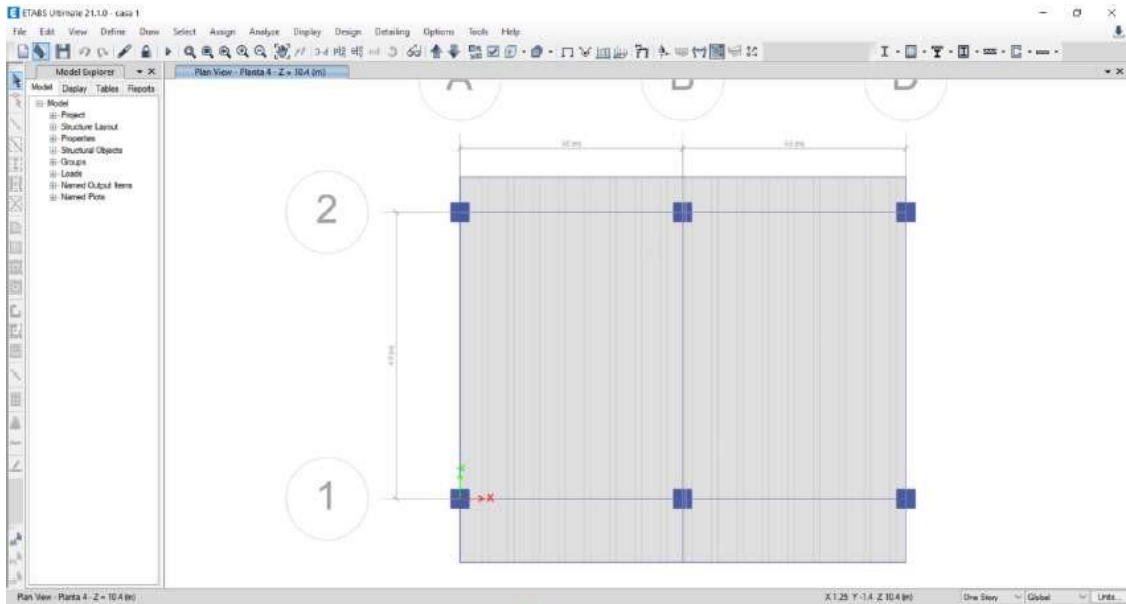 ETABS Ultimate 21.1.0 - casa 1
File Edit View Define Draw Select Assign Analyze Display Design Detailing Options Tools Help
Model Explorer
Plan View - Planta 4 - Z = 10.4 (m)
Model Display Tables Reports
Model
Project
Structure Layout
Properties
Structural Objects
Groups
Loads
Named Output Items
Named Plots
A B D
2
1
X
Plan View - Planta 4 - Z = 10.4 (m)
X 1.25 Y -1.4 Z 10.4 (m)
One Story
Global
Units...